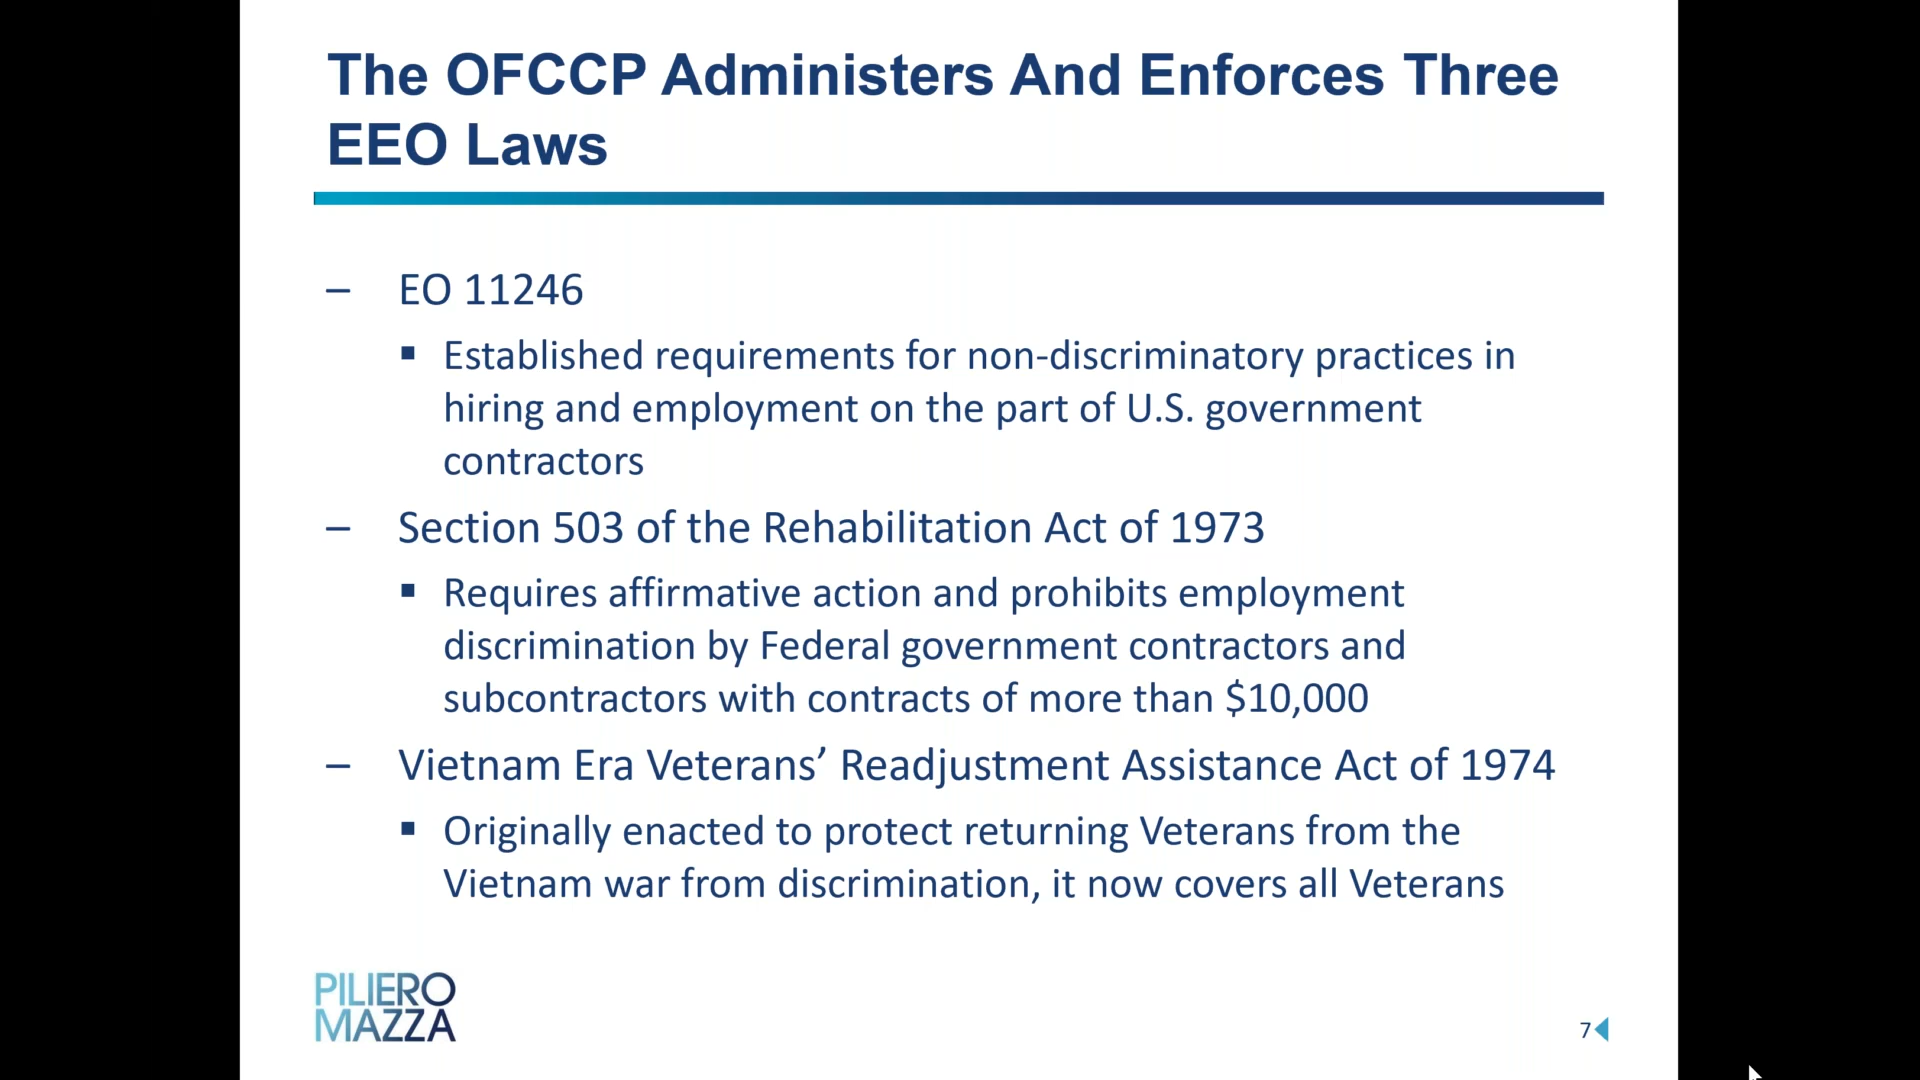 The OFCCP Administers And Enforces Three
EEO Laws
– EO 11246
▪ Established requirements for non-discriminatory practices in
hiring and employment on the part of U.S. government
contractors
– Section 503 of the Rehabilitation Act of 1973
▪ Requires affirmative action and prohibits employment
discrimination by Federal government contractors and
subcontractors with contracts of more than $10,000
– Vietnam Era Veterans’ Readjustment Assistance Act of 1974
▪ Originally enacted to protect returning Veterans from the
Vietnam war from discrimination, it now covers all Veterans
PILIERO
MAZZA
7